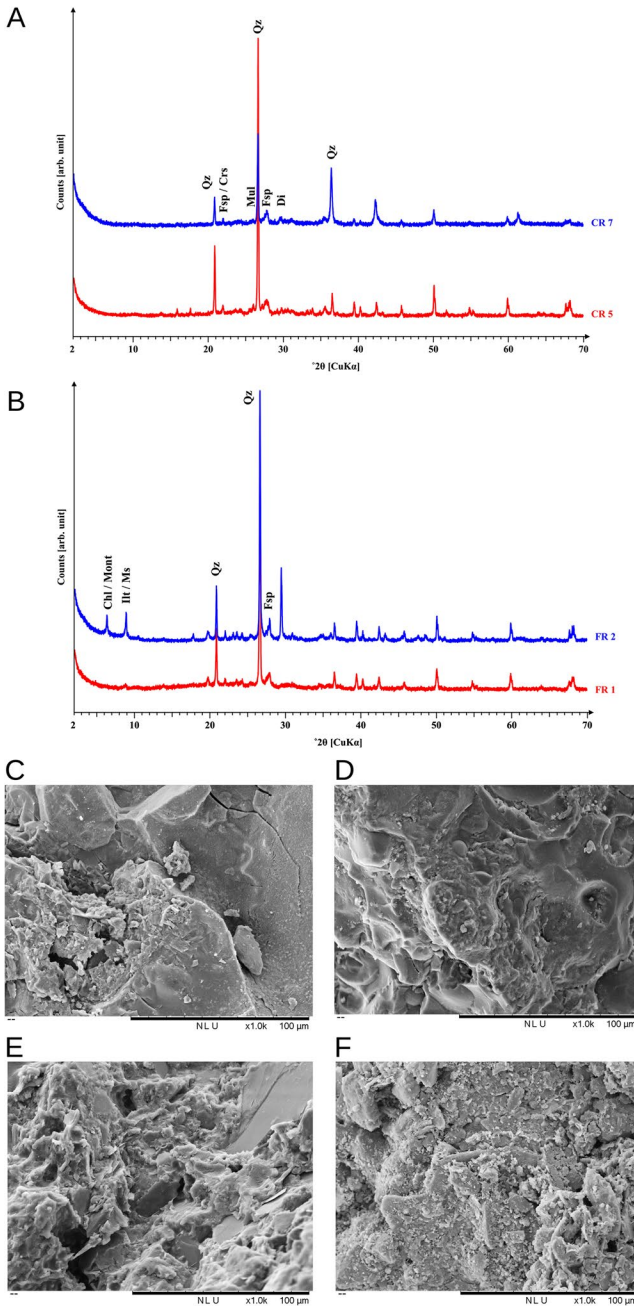 A
Counts [arb. unit]
Qz
Fsp / Crs
Mul
Qz
Fsp
Di
Qz
CR 7
CR 5
2 20 30 40 50 60 70
°2θ [CuKα]
B
Counts [arb. unit]
Chl / Mont
Ilt / Ms
Qz
Qz
Fsp
FR 2
FR 1
2 10 20 30 40 50 60 70
°2θ [CuKα]
C
NL U x1.0k 100 µm
D
NL U x1.0k 100 µm
E
NL U x1.0k 100 µm
F
NL U x1.0k 100 µm